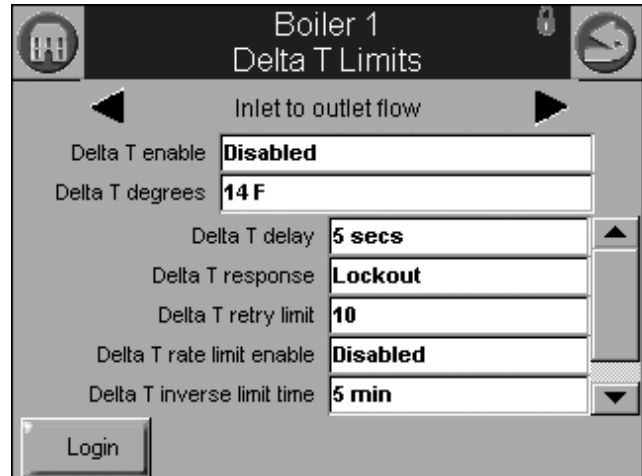 Boiler 1
Delta T Limits
Inlet to outlet flow
Delta T enable Disabled
Delta T degrees 14 F
Delta T delay 5 secs
Delta T response Lockout
Delta T retry limit 10
Delta T rate limit enable Disabled
Delta T inverse limit time 5 min
Login